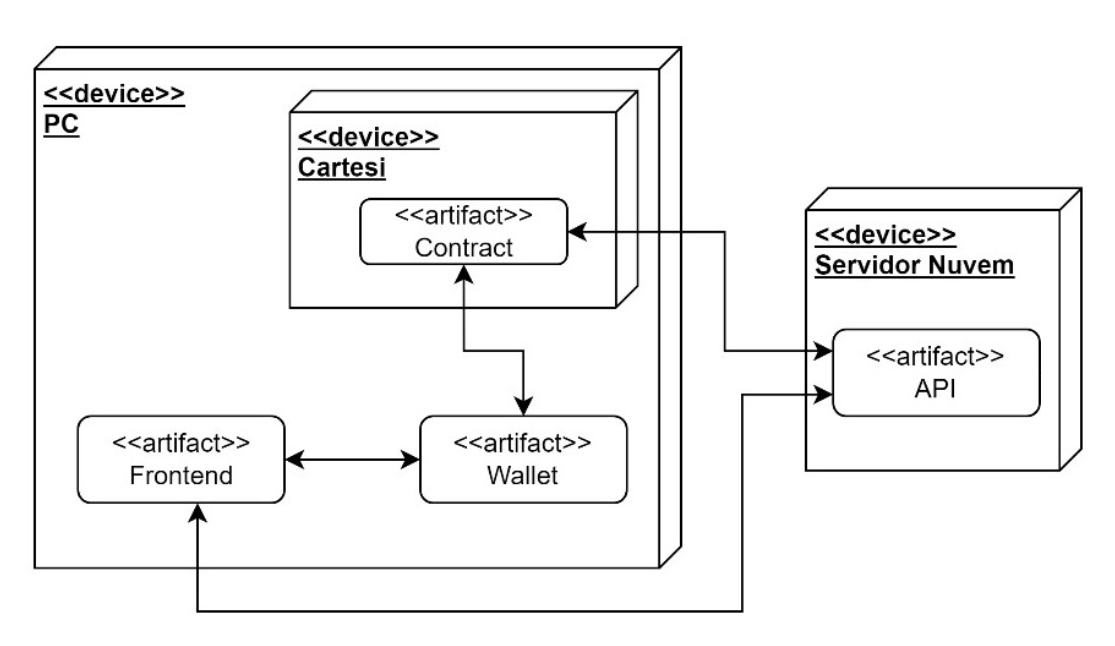 <<device>>
PC
<<device>>
Cartesi
<<artifact>>
Contract
<<device>>
Servidor Nuvem
<<artifact>>
API
<<artifact>>
Frontend
<<artifact>>
Wallet